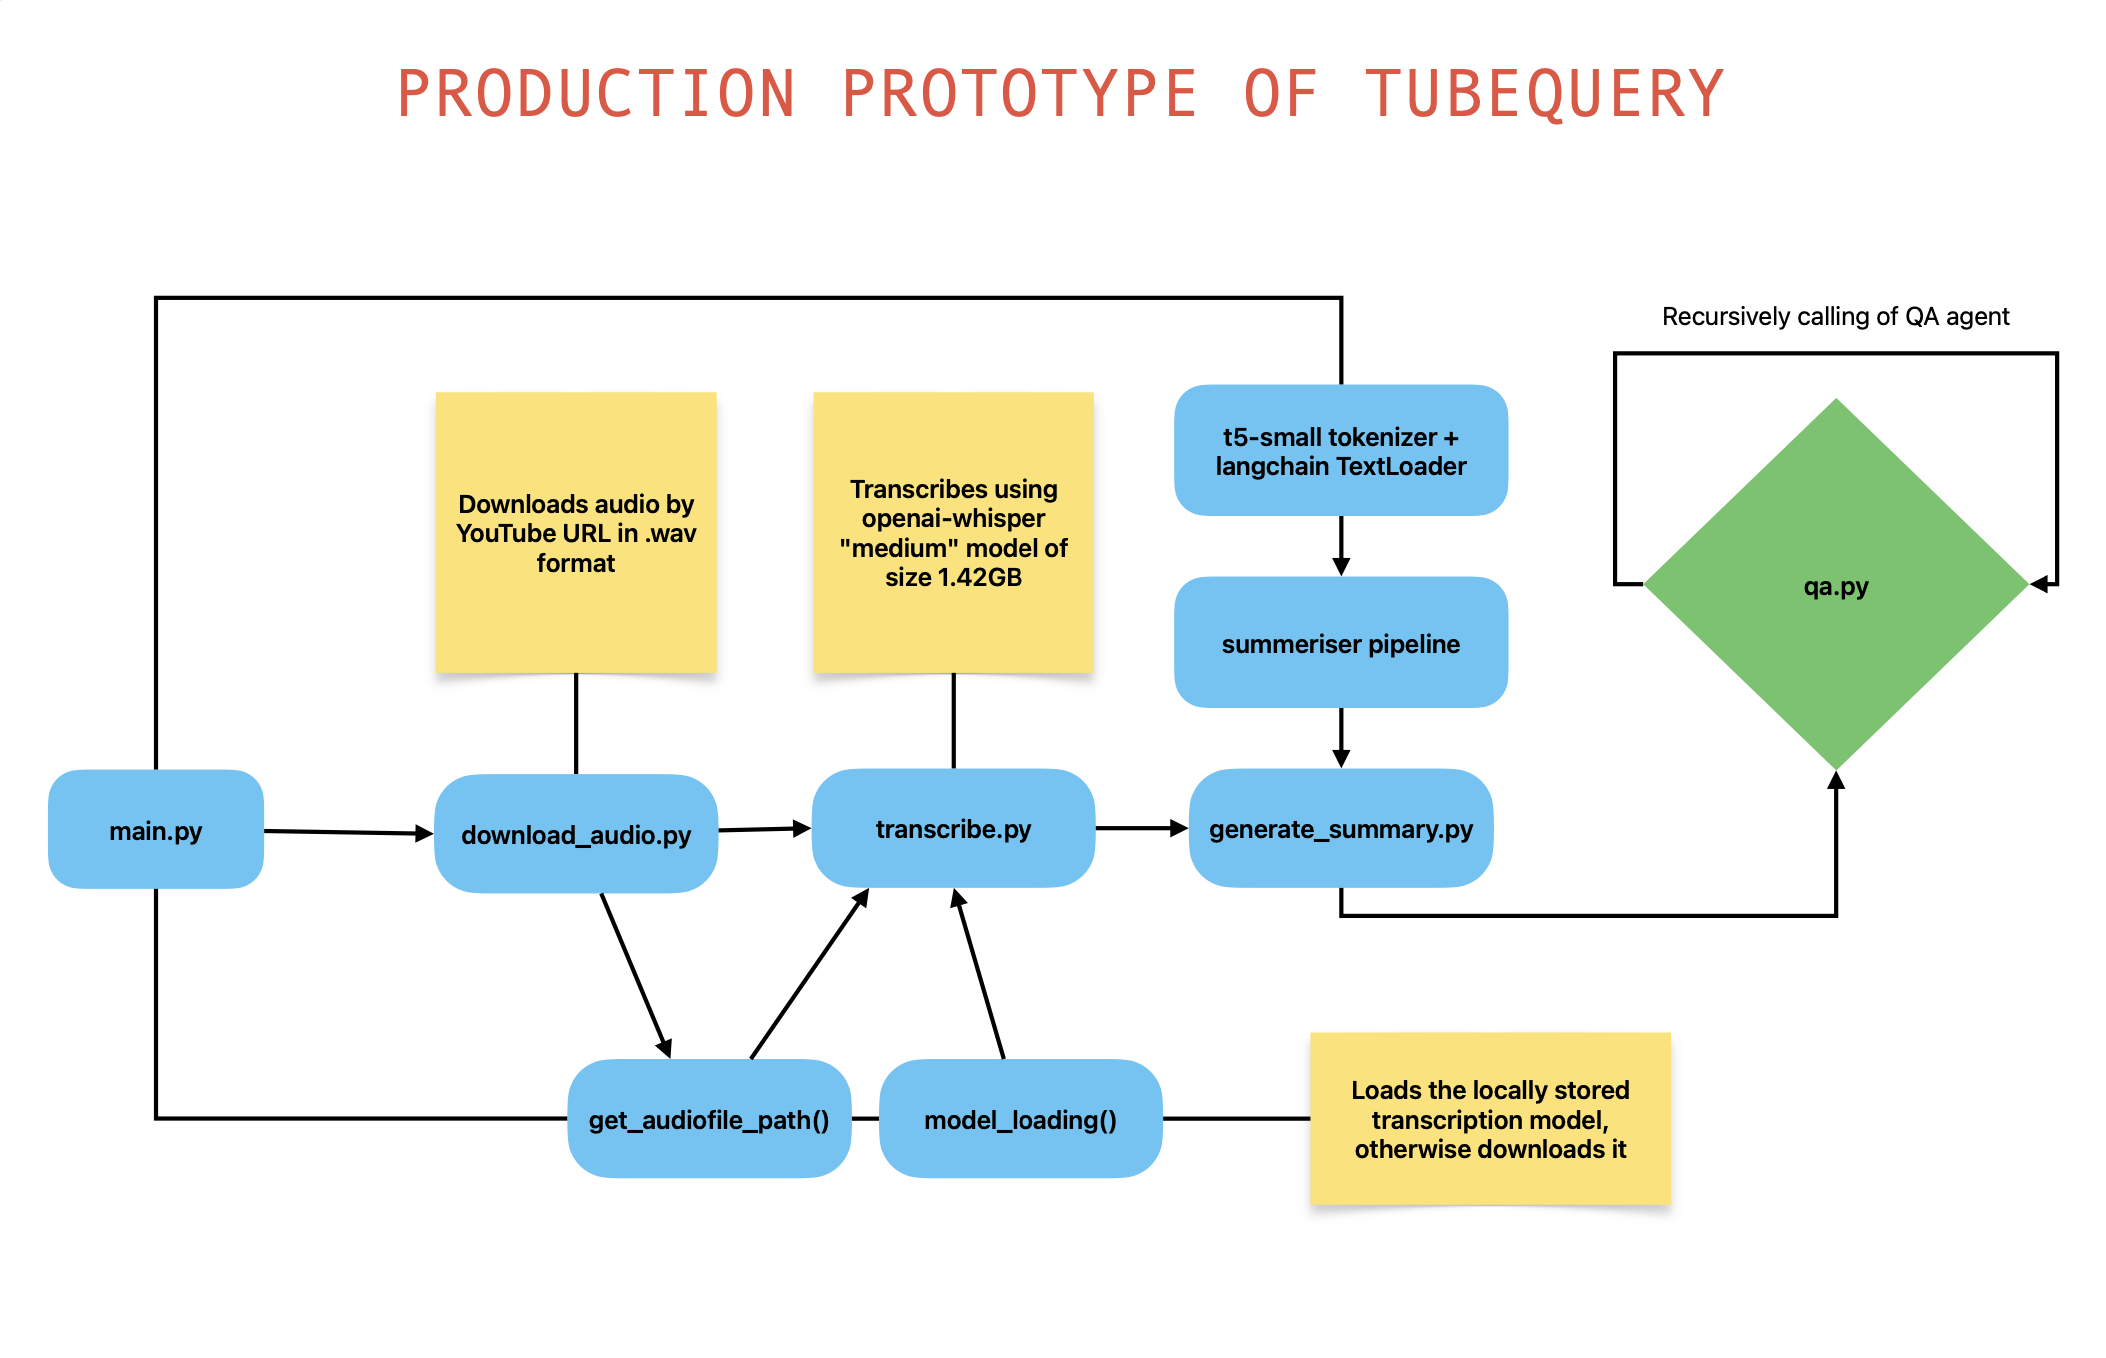 PRODUCTION PROTOTYPE OF TUBEQUERY
Recursively calling of QA agent
Downloads audio by
YouTube URL in .wav
format
Transcribes using
openai-whisper
"medium" model of
size 1.42GB
t5-small tokenizer +
langchain TextLoader
summeriser pipeline
qa.py
main.py
download_audio.py
transcribe.py
generate_summary.py
get_audiofile_path()
model_loading()
Loads the locally stored
transcription model,
otherwise downloads it